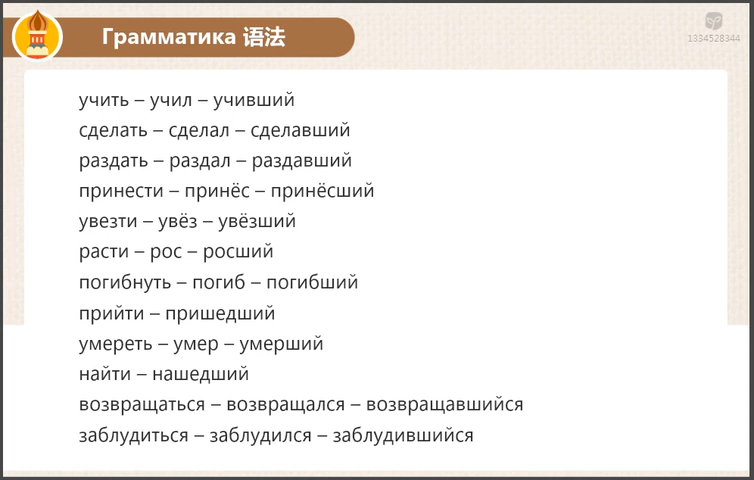 Грамматика 语法
1334528344
учить – учил – учивший
сделать – сделал – сделавший
раздать – раздал – раздавший
принести – принёс – принёсший
увезти – увёз – увёзший
расти – рос – росший
погибнуть – погиб – погибший
прийти – пришедший
умереть – умер – умерший
найти – нашедший
возвращаться – возвращался – возвращавшийся
заблудиться – заблудился – заблудившийся